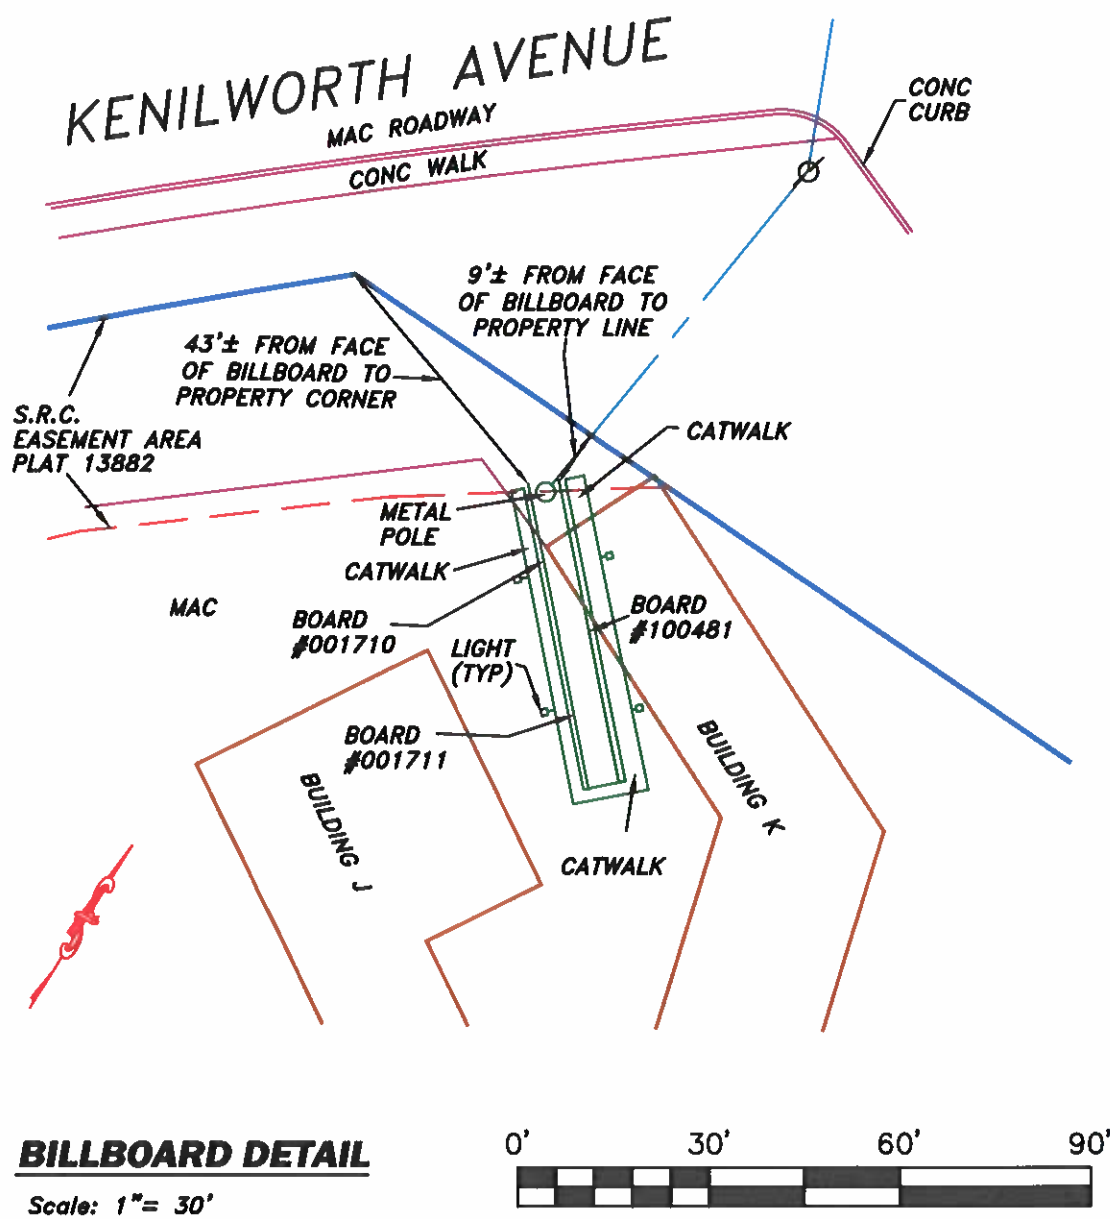 KENILWORTH AVENUE
MAC ROADWAY
CONC WALK
CONC
CURB
9'± FROM FACE
OF BILLBOARD TO
PROPERTY LINE
43'± FROM FACE
OF BILLBOARD TO
PROPERTY CORNER
S.R.C.
EASEMENT AREA
PLAT 13882
CATWALK
METAL
POLE
CATWALK
MAC
BOARD
#001710
BOARD
#100481
LIGHT
(TYP)
BOARD
#001711
BUILDING J
BUILDING K
CATWALK
BILLBOARD DETAIL
Scale: 1"= 30'
0' 30' 60' 90'